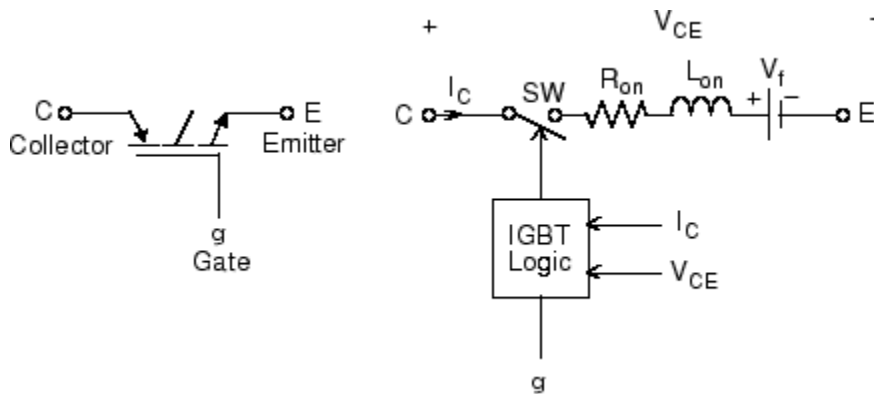 C
Collector
E
Emitter
g
Gate
+ V_CE -
C
I_C
SW
R_on
L_on
V_f
+ -
E
IGBT
Logic
I_C
V_CE
g